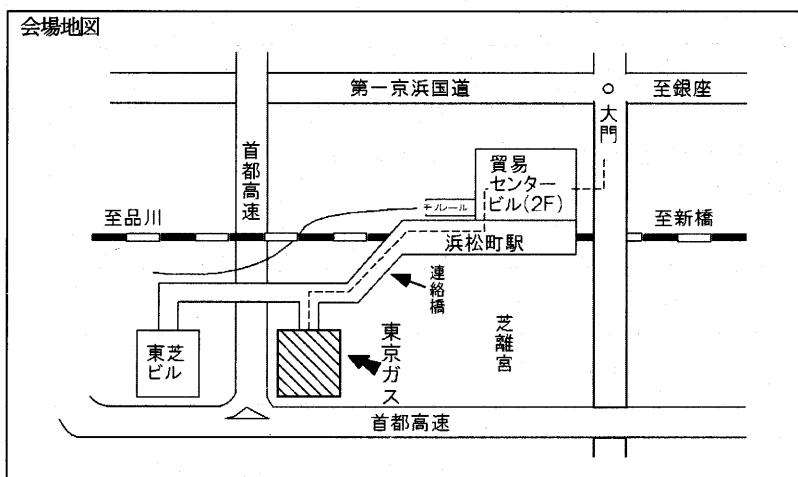 会場地図
第一京浜国道
至銀座
大門
首都高速
貿易
センター
ビル(2F)
モノレール
至品川
至新橋
浜松町駅
連絡橋
芝離宮
東芝
ビル
東京ガス
首都高速